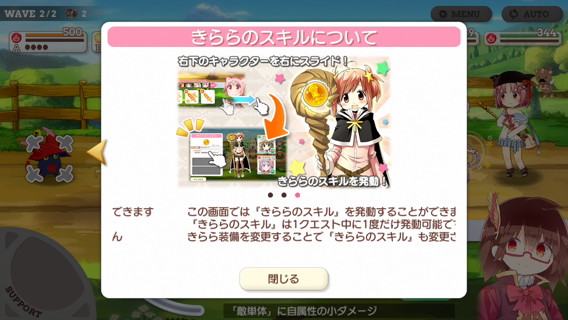 WAVE 2/2
2
MENU
AUTO
500
きららのスキルについて
右下のキャラクターを右にスライド！
きららのスキルを発動！
できます
ん
この画面では「きららのスキル」を発動することができま
「きららのスキル」は1クエスト中に1度だけ発動可能で
きらら装備を変更することで「きららのスキル」も変更さ
閉じる
SUPPORT
「敵単体」に自属性の小ダメージ